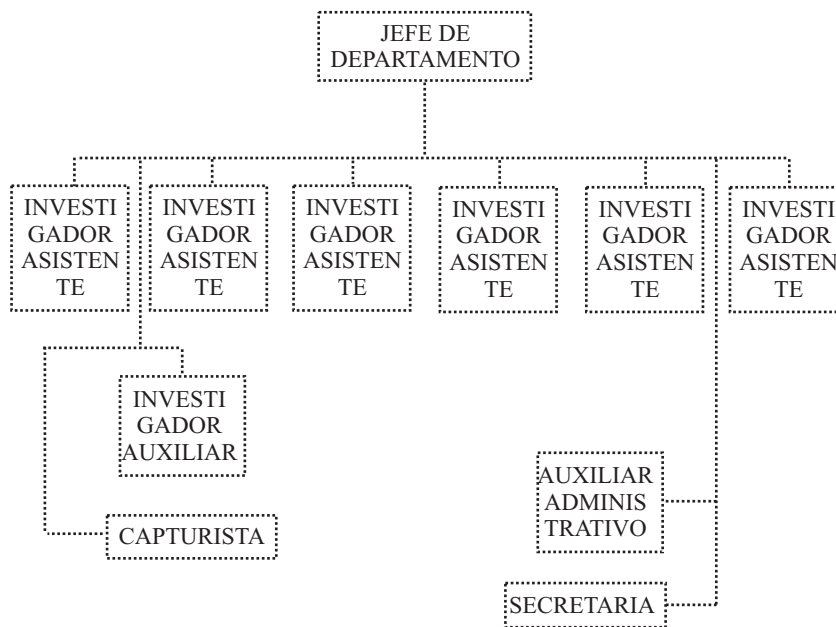 JEFE DE
DEPARTAMENTO
INVESTI
GADOR
ASISTEN
TE
INVESTI
GADOR
ASISTEN
TE
INVESTI
GADOR
ASISTEN
TE
INVESTI
GADOR
ASISTEN
TE
INVESTI
GADOR
ASISTEN
TE
INVESTI
GADOR
ASISTEN
TE
INVESTI
GADOR
AUXILIAR
CAPTURISTA
AUXILIAR
ADMINIS
TRATIVO
SECRETARIA